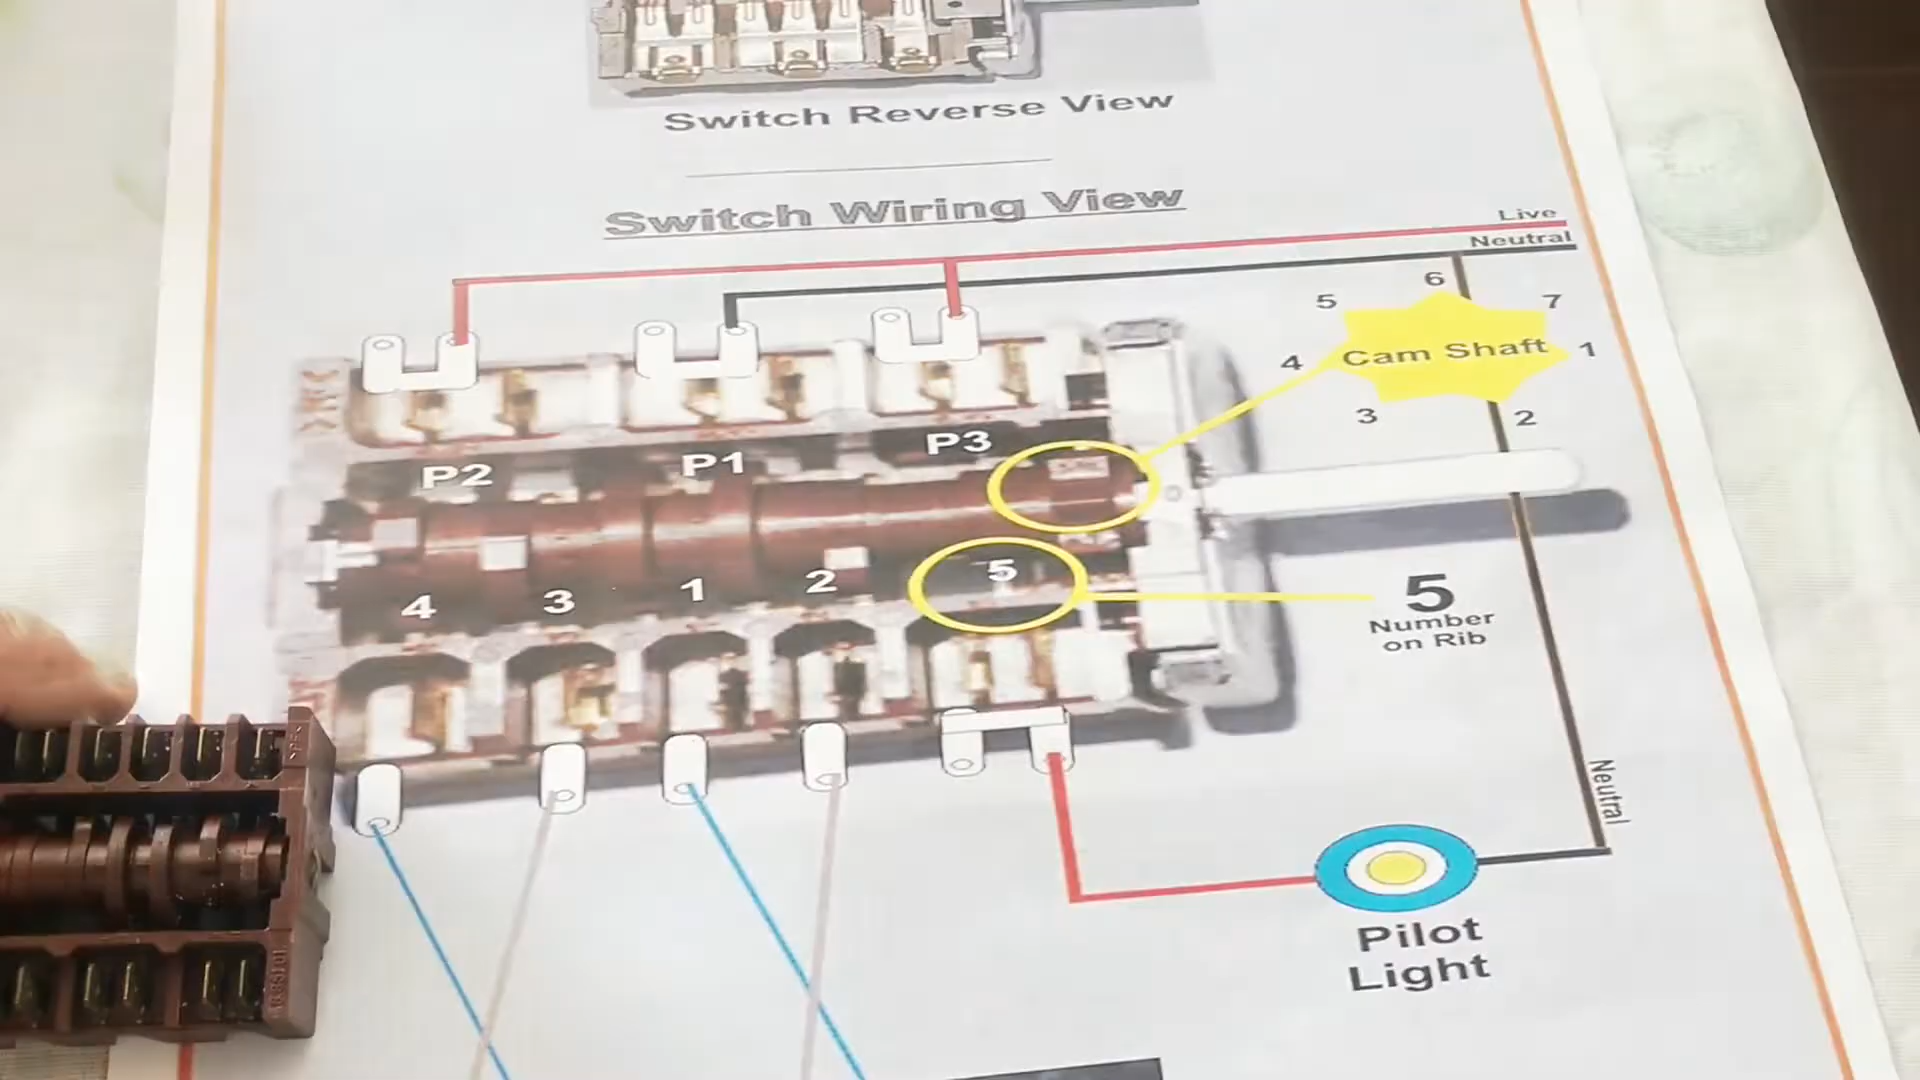 Switch Reverse View
Switch Wiring View
Live
Neutral
6
5
7
4
Cam Shaft
1
3
2
P2
P1
P3
4
3
1
2
5
5
Number
on Rib
Neutral
Pilot
Light